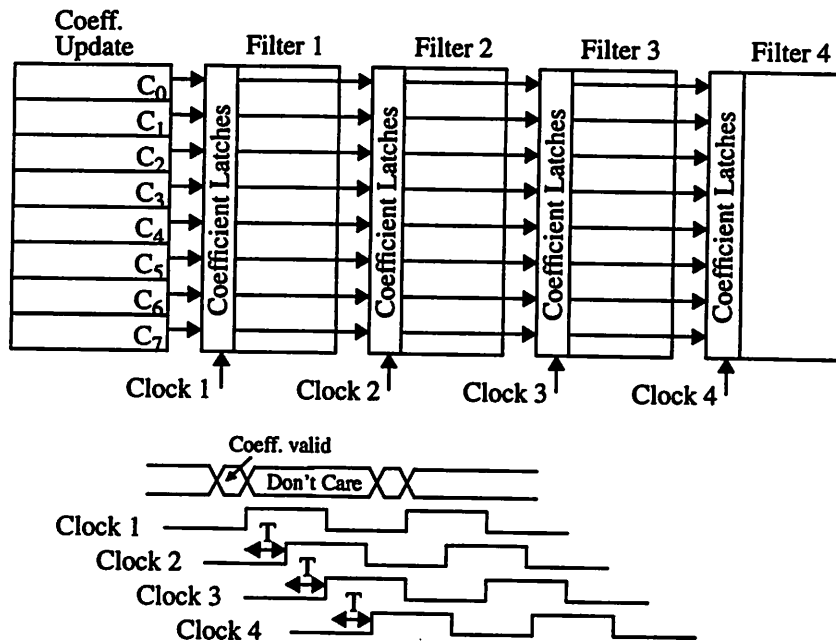 Coeff.
Update
Filter 1
Filter 2
Filter 3
Filter 4
C0
C1
C2
C3
C4
C5
C6
C7
Coefficient Latches
Coefficient Latches
Coefficient Latches
Coefficient Latches
Clock 1
Clock 2
Clock 3
Clock 4
Coeff. valid
Don't Care
Clock 1
T
Clock 2
T
Clock 3
T
Clock 4